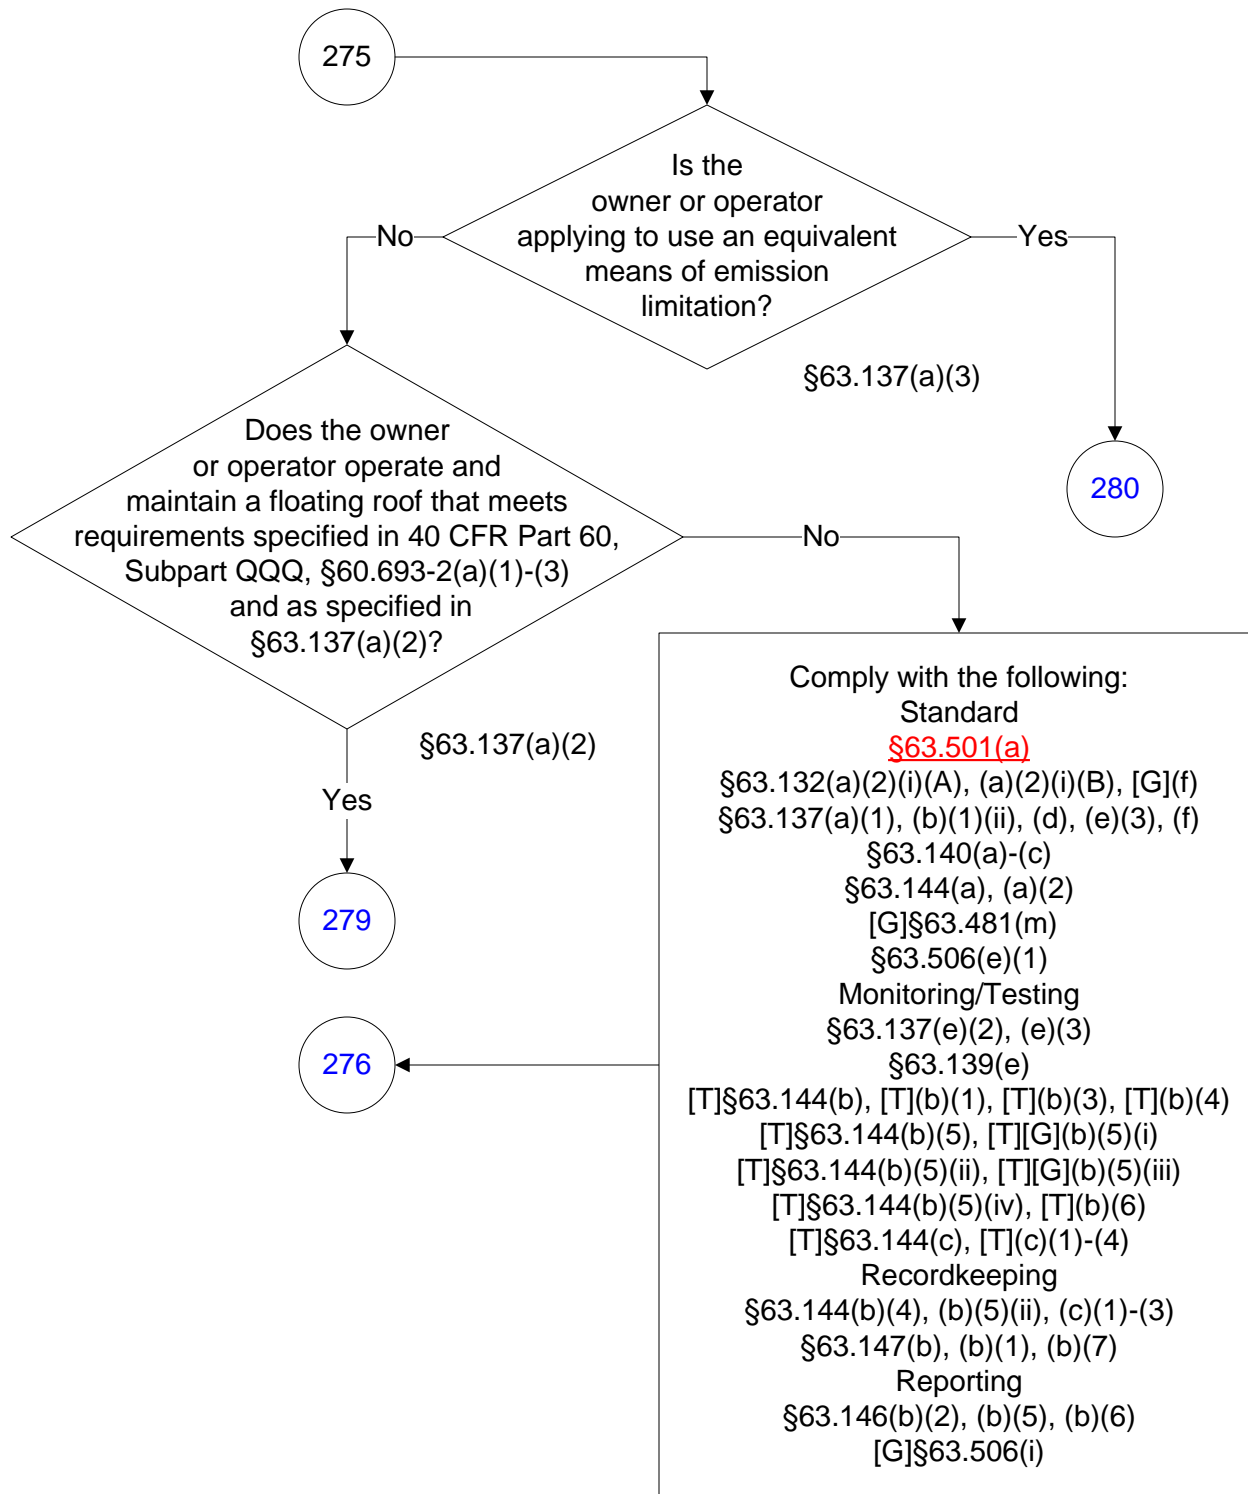 275
Is the
owner or operator
applying to use an equivalent
means of emission
limitation?
No
Yes
§63.137(a)(3)
280
Does the owner
or operator operate and
maintain a floating roof that meets
requirements specified in 40 CFR Part 60,
Subpart QQQ, §60.693-2(a)(1)-(3)
and as specified in
§63.137(a)(2)?
No
§63.137(a)(2)
Yes
279
276
Comply with the following:
Standard
§63.501(a)
§63.132(a)(2)(i)(A), (a)(2)(i)(B), [G](f)
§63.137(a)(1), (b)(1)(ii), (d), (e)(3), (f)
§63.140(a)-(c)
§63.144(a), (a)(2)
[G]§63.481(m)
§63.506(e)(1)
Monitoring/Testing
§63.137(e)(2), (e)(3)
§63.139(e)
[T]§63.144(b), [T](b)(1), [T](b)(3), [T](b)(4)
[T]§63.144(b)(5), [T][G](b)(5)(i)
[T]§63.144(b)(5)(ii), [T][G](b)(5)(iii)
[T]§63.144(b)(5)(iv), [T](b)(6)
[T]§63.144(c), [T](c)(1)-(4)
Recordkeeping
§63.144(b)(4), (b)(5)(ii), (c)(1)-(3)
§63.147(b), (b)(1), (b)(7)
Reporting
§63.146(b)(2), (b)(5), (b)(6)
[G]§63.506(i)